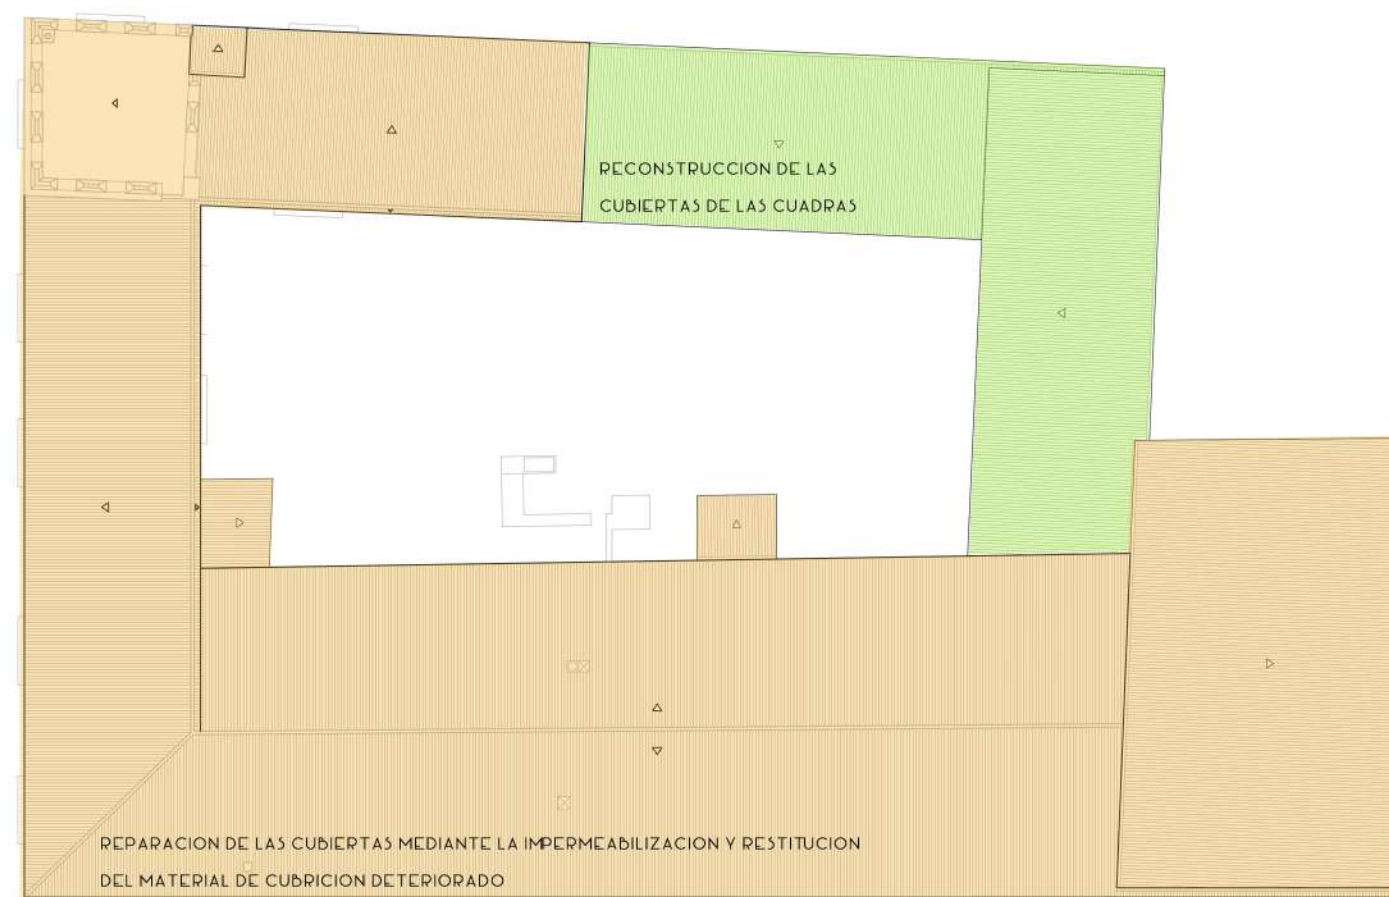 RECONSTRUCCION DE LAS
CUBIERTAS DE LAS CUADRAS
REPARACION DE LAS CUBIERTAS MEDIANTE LA IMPERMEABILIZACION Y RESTITUCION
DEL MATERIAL DE CUBRICION DETERIORADO